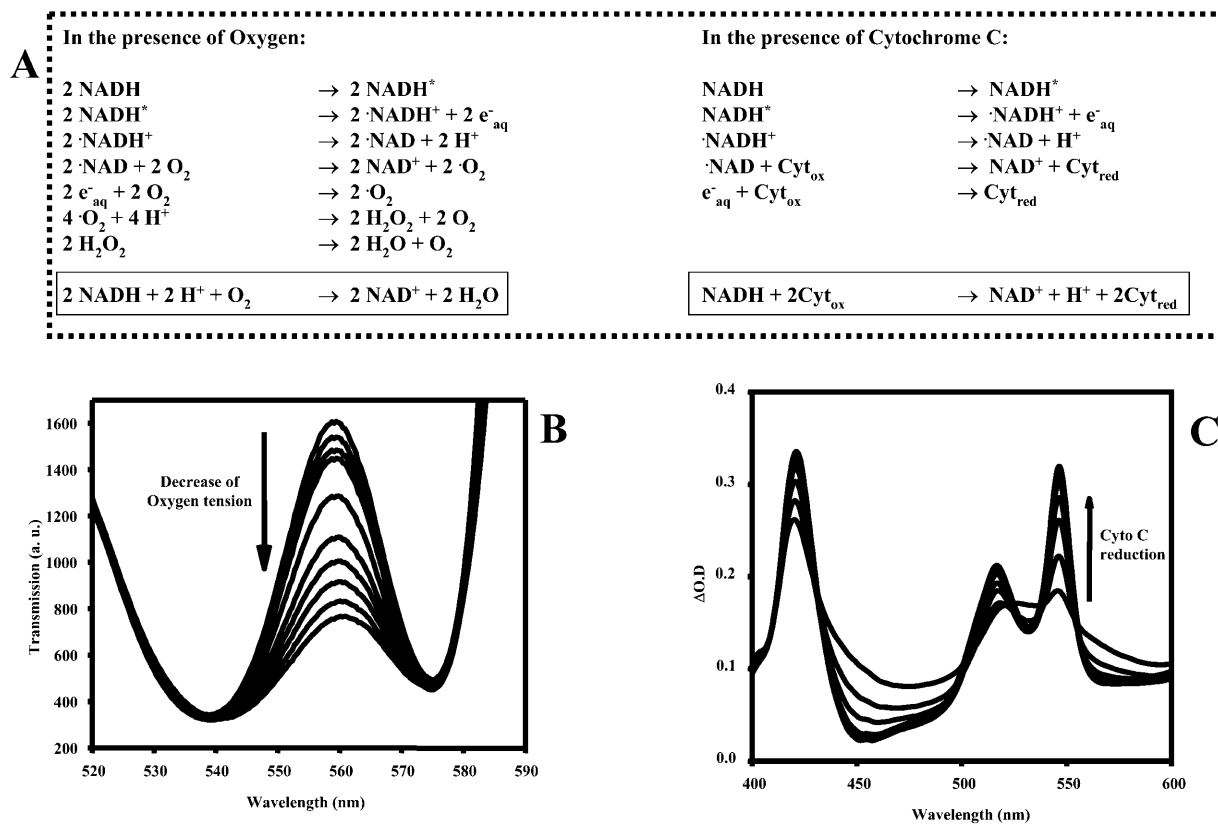 A
In the presence of Oxygen:
2 NADH → 2 NADH*
2 NADH* → 2 ·NADH⁺ + 2 e⁻aq
2 ·NADH⁺ → 2 ·NAD + 2 H⁺
2 ·NAD + 2 O₂ → 2 NAD⁺ + 2 ·O₂
2 e⁻aq + 2 O₂ → 2 ·O₂
4 ·O₂ + 4 H⁺ → 2 H₂O₂ + 2 O₂
2 H₂O₂ → 2 H₂O + O₂
2 NADH + 2 H⁺ + O₂ → 2 NAD⁺ + 2 H₂O
In the presence of Cytochrome C:
NADH → NADH*
NADH* → ·NADH⁺ + e⁻aq
·NADH⁺ → ·NAD + H⁺
·NAD + Cytox → NAD⁺ + Cytred
e⁻aq + Cytox → Cytred
NADH + 2Cytox → NAD⁺ + H⁺ + 2Cytred
B
Transmission (a. u.)
1600
1400
1200
1000
800
600
400
200
Decrease of
Oxygen tension
520 530 540 550 560 570 580 590
Wavelength (nm)
C
ΔO.D
0.4
0.3
0.2
0.1
0.0
Cyto C
reduction
400 450 500 550 600
Wavelength (nm)